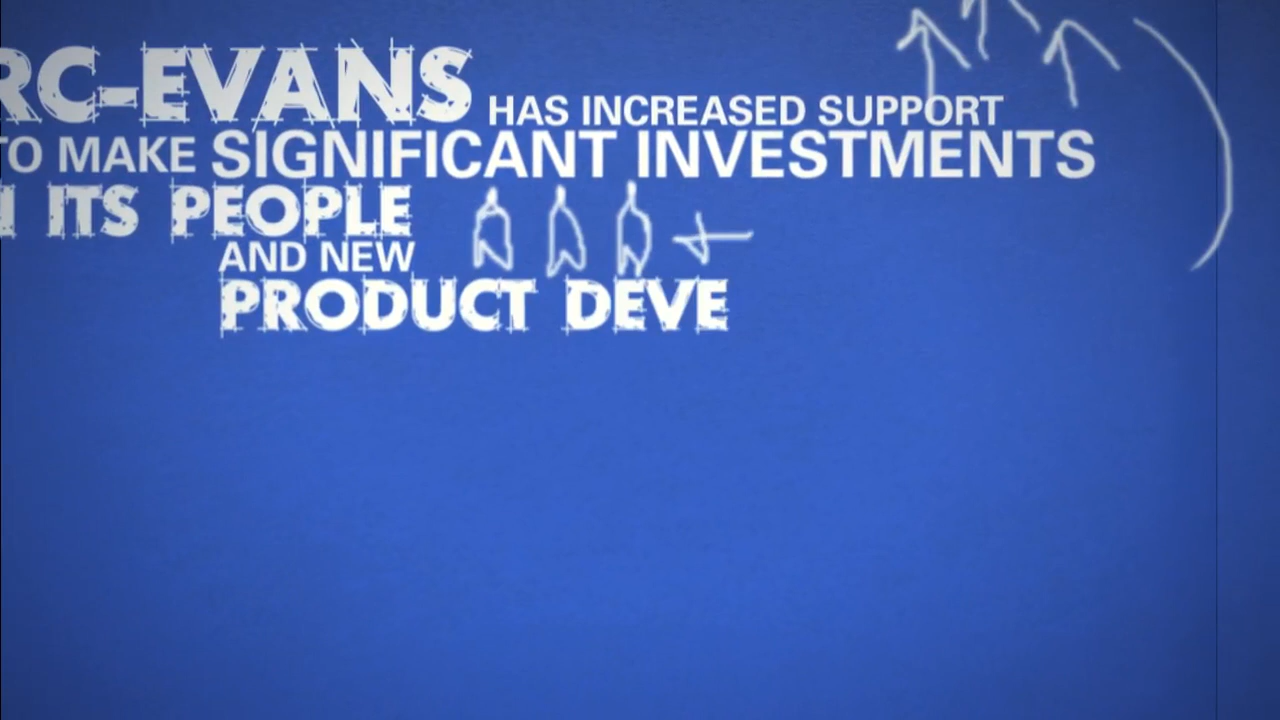 RC-EVANS HAS INCREASED SUPPORT
TO MAKE SIGNIFICANT INVESTMENTS
ITS PEOPLE
AND NEW
PRODUCT DEVE